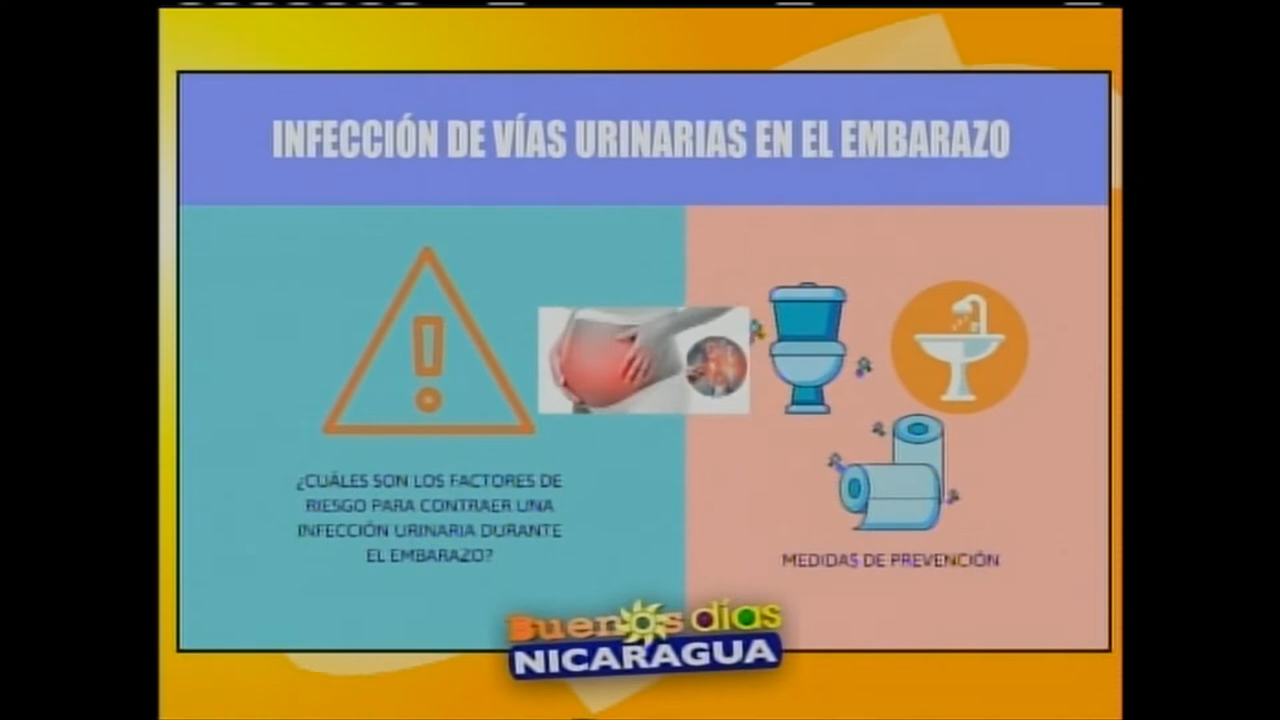 INFECCIÓN DE VÍAS URINARIAS EN EL EMBARAZO
¿CUÁLES SON LOS FACTORES DE
RIESGO PARA CONTRAER UNA
INFECCIÓN URINARIA DURANTE
EL EMBARAZO?
MEDIDAS DE PREVENCIÓN
Buenos días
NICARAGUA